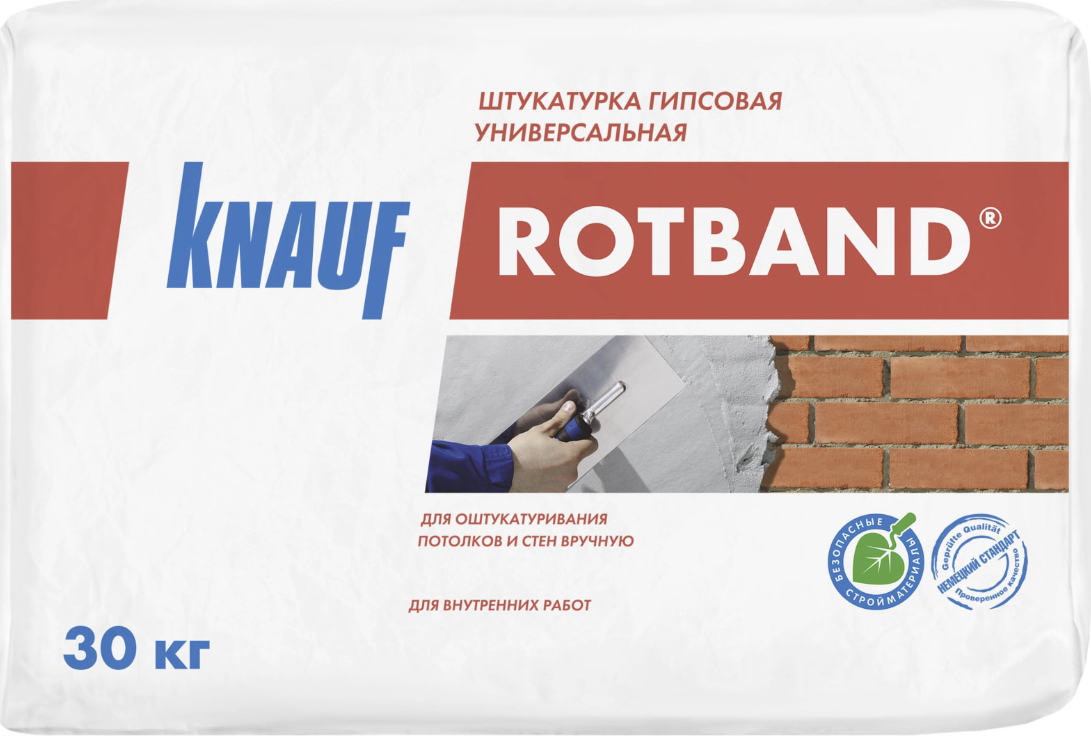 ШТУКАТУРКА ГИПСОВАЯ
УНИВЕРСАЛЬНАЯ
KNAUF
ROTBAND®
ДЛЯ ОШТУКАТУРИВАНИЯ
ПОТОЛКОВ И СТЕН ВРУЧНУЮ
ДЛЯ ВНУТРЕННИХ РАБОТ
30 кг
БЕЗОПАСНЫЕ
СТРОЙМАТЕРИАЛЫ
Geprüfte Qualität
НЕМЕЦКИЙ СТАНДАРТ
Проверенное качество